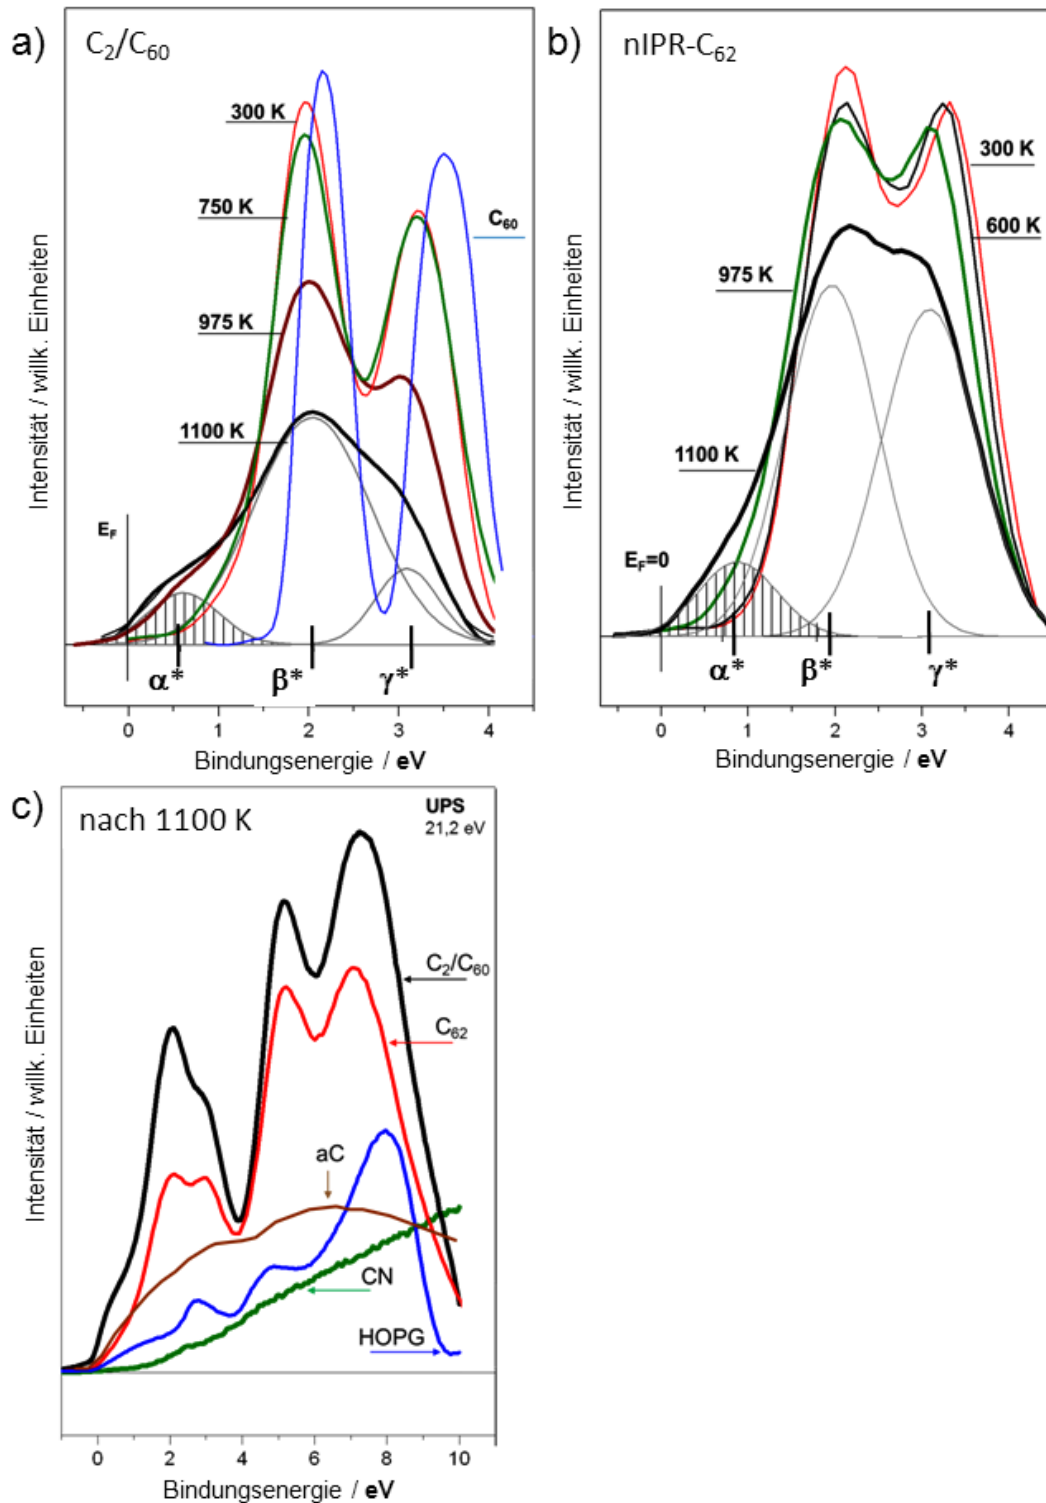 a)
C₂/C₆₀
300 K
750 K
C₆₀
975 K
1100 K
E_F
α* β* γ*
0 1 2 3 4
Bindungsenergie / eV
Intensität / willk. Einheiten
b)
nIPR-C₆₂
300 K
600 K
975 K
1100 K
E_F=0
α* β* γ*
0 1 2 3 4
Bindungsenergie / eV
Intensität / willk. Einheiten
c)
nach 1100 K
UPS
21,2 eV
C₂/C₆₀
C₆₂
aC
CN
HOPG
0 2 4 6 8 10
Bindungsenergie / eV
Intensität / willk. Einheiten